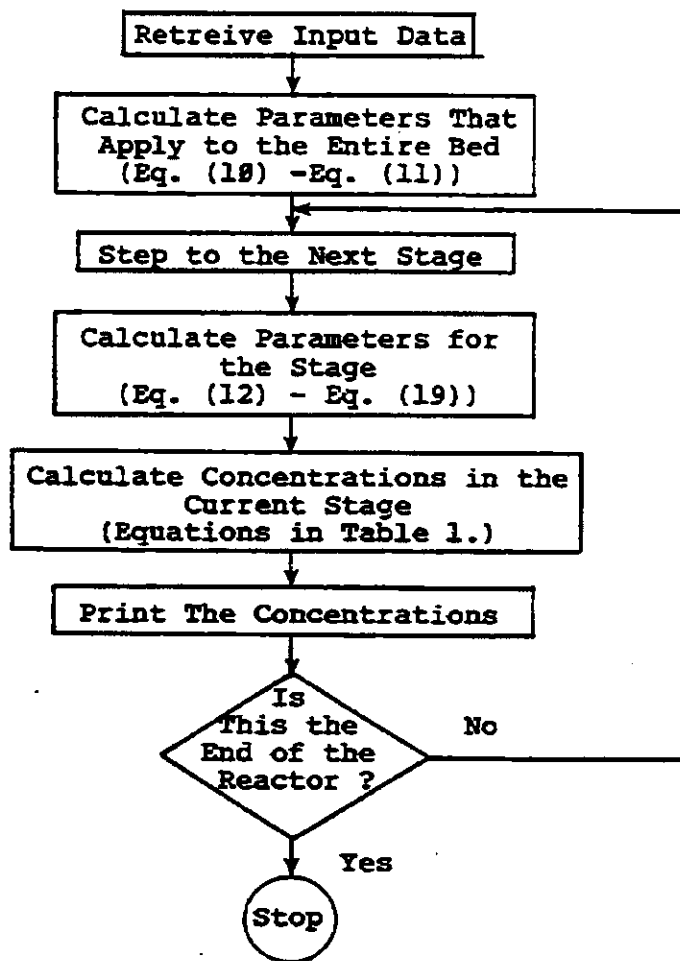 Retreive Input Data
Calculate Parameters That
Apply to the Entire Bed
(Eq. (10) -Eq. (11))
Step to the Next Stage
Calculate Parameters for
the Stage
(Eq. (12) - Eq. (19))
Calculate Concentrations in the
Current Stage
(Equations in Table 1.)
Print The Concentrations
Is
This the
End of the
Reactor ?
No
Yes
Stop